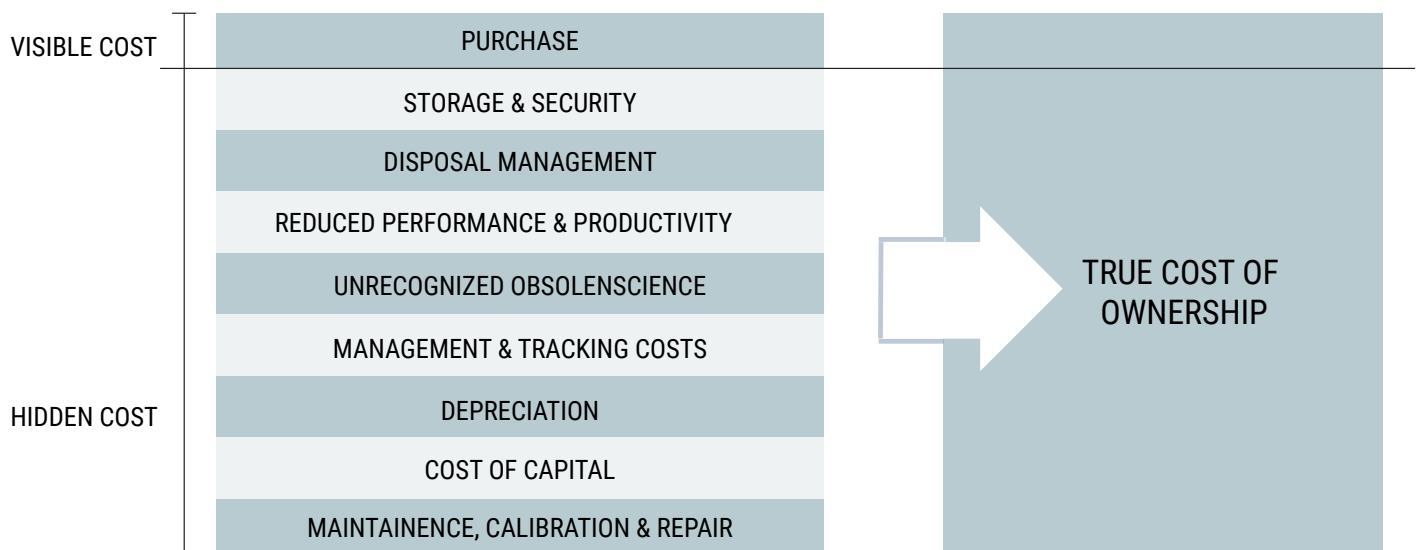 VISIBLE COST
PURCHASE
STORAGE & SECURITY
DISPOSAL MANAGEMENT
REDUCED PERFORMANCE & PRODUCTIVITY
UNRECOGNIZED OBSOLENSCIENCE
MANAGEMENT & TRACKING COSTS
HIDDEN COST
DEPRECIATION
COST OF CAPITAL
MAINTAINENCE, CALIBRATION & REPAIR
TRUE COST OF
OWNERSHIP